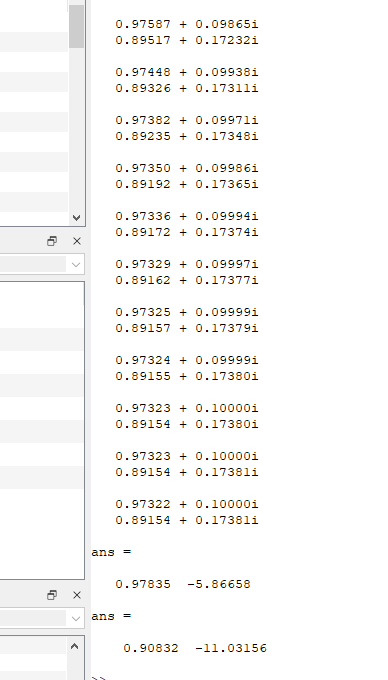 0.97587 + 0.09865i
0.89517 + 0.17232i
0.97448 + 0.09938i
0.89326 + 0.17311i
0.97382 + 0.09971i
0.89235 + 0.17348i
0.97350 + 0.09986i
0.89192 + 0.17365i
0.97336 + 0.09994i
0.89172 + 0.17374i
0.97329 + 0.09997i
0.89162 + 0.17377i
0.97325 + 0.09999i
0.89157 + 0.17379i
0.97324 + 0.09999i
0.89155 + 0.17380i
0.97323 + 0.10000i
0.89154 + 0.17380i
0.97323 + 0.10000i
0.89154 + 0.17381i
0.97322 + 0.10000i
0.89154 + 0.17381i
ans =
0.97835 -5.86658
ans =
0.90832 -11.03156
>>